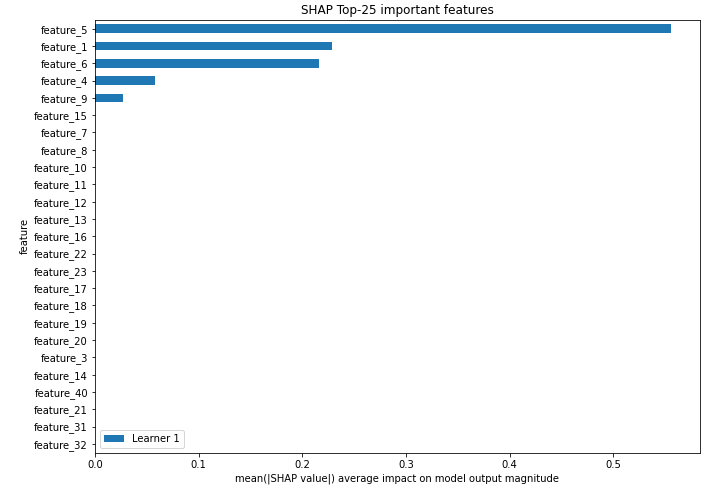 SHAP Top-25 important features
feature_5
feature_1
feature_6
feature_4
feature_9
feature_15
feature_7
feature_8
feature_10
feature_11
feature_12
feature_13
feature_16
feature_22
feature_23
feature_17
feature_18
feature_19
feature_20
feature_3
feature_14
feature_40
feature_21
feature_31
feature_32
feature
Learner 1
0.0 0.1 0.2 0.3 0.4 0.5
mean(|SHAP value|) average impact on model output magnitude